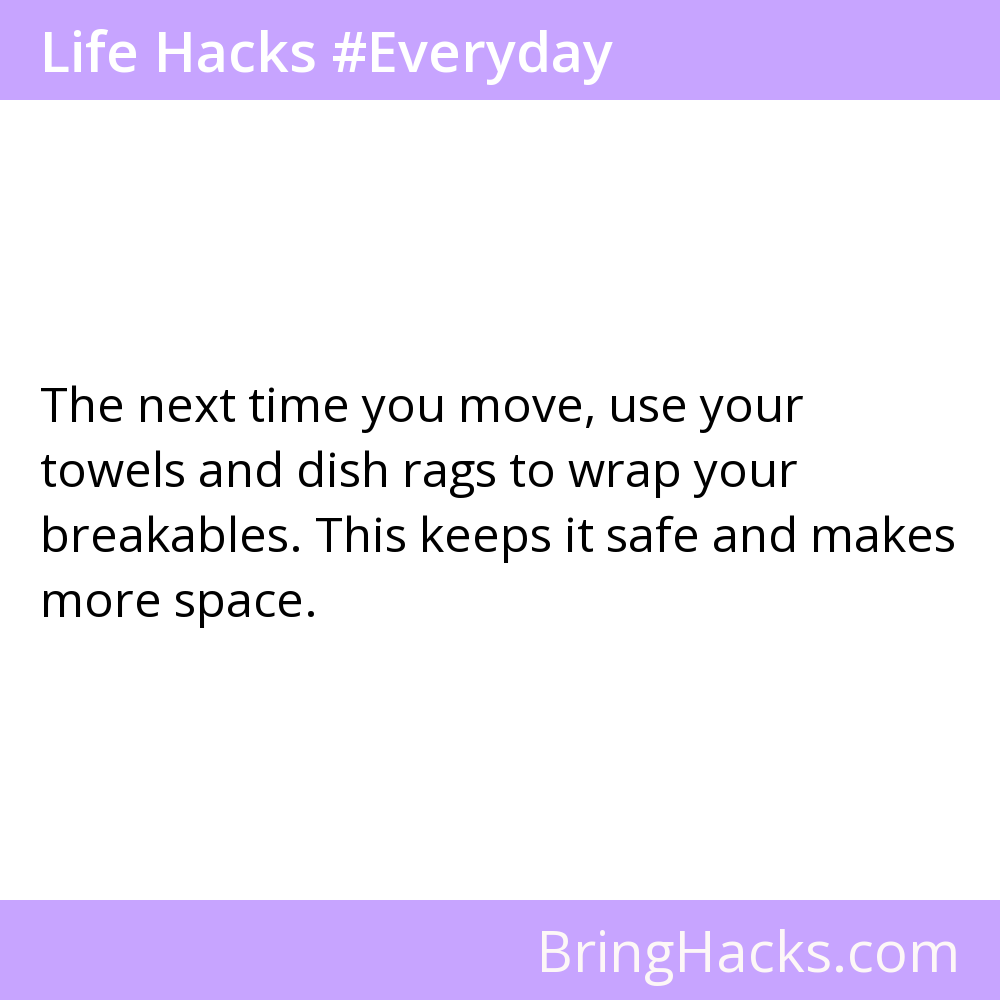 Life Hacks #Everyday
The next time you move, use your
towels and dish rags to wrap your
breakables. This keeps it safe and makes
more space.
BringHacks.com